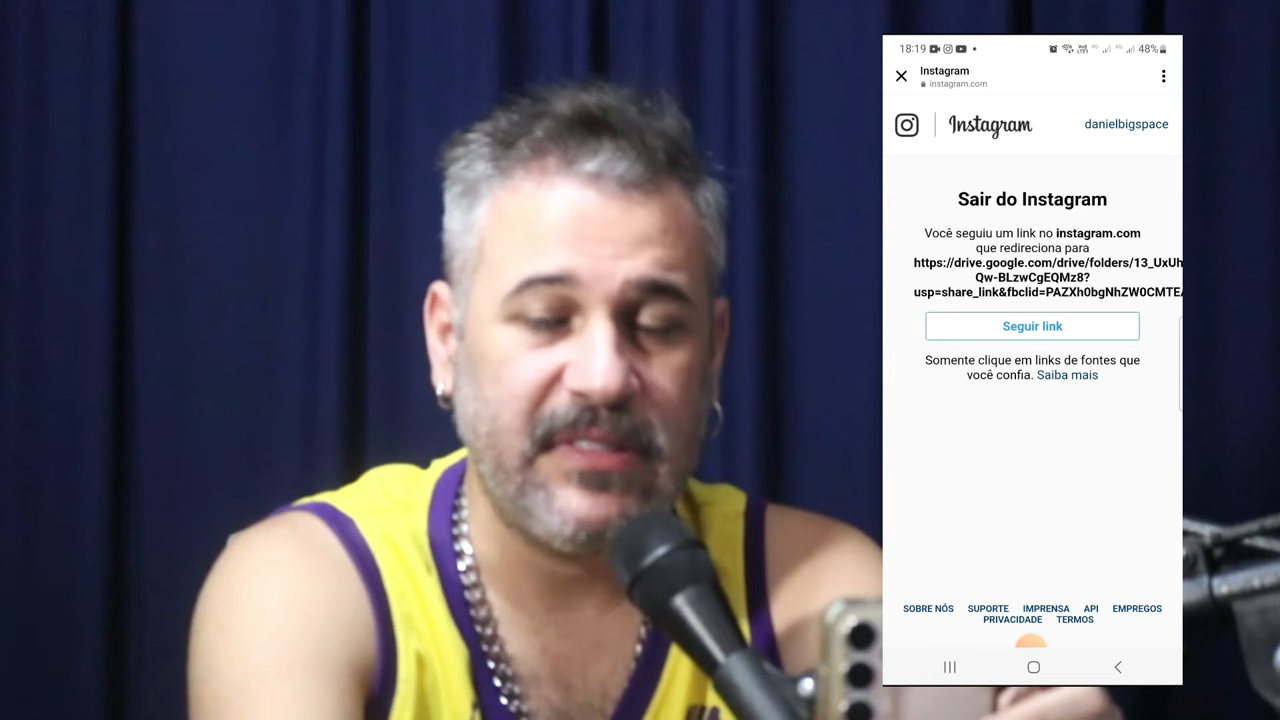 18:19
48%
Instagram
instagram.com
Instagram
danielbigspace
Sair do Instagram
Você seguiu um link no instagram.com
que redireciona para
https://drive.google.com/drive/folders/13_UxUh
Qw-BLzwCgEQMz8?
usp=share_link&fbclid=PAZXh0bgNhZW0CMTE
Seguir link
Somente clique em links de fontes que
você confia. Saiba mais
SOBRE NÓS SUPORTE IMPRENSA API EMPREGOS
PRIVACIDADE TERMOS